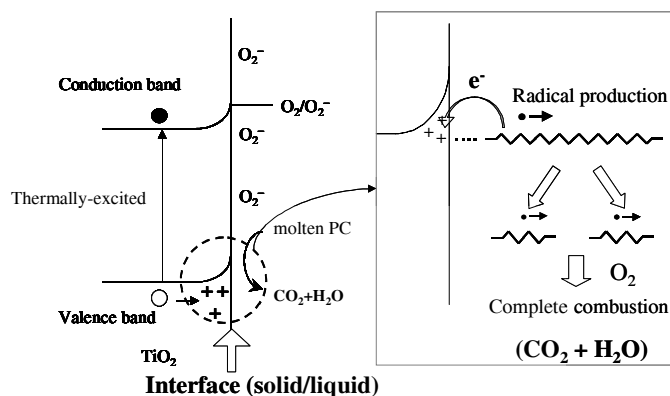 O₂⁻
Conduction band
O₂/O₂⁻
O₂⁻
Thermally-excited
O₂⁻
molten PC
++
+
CO₂+H₂O
Valence band
TiO₂
Interface (solid/liquid)
e⁻
Radical production
+
++
O₂
Complete combustion
(CO₂ + H₂O)